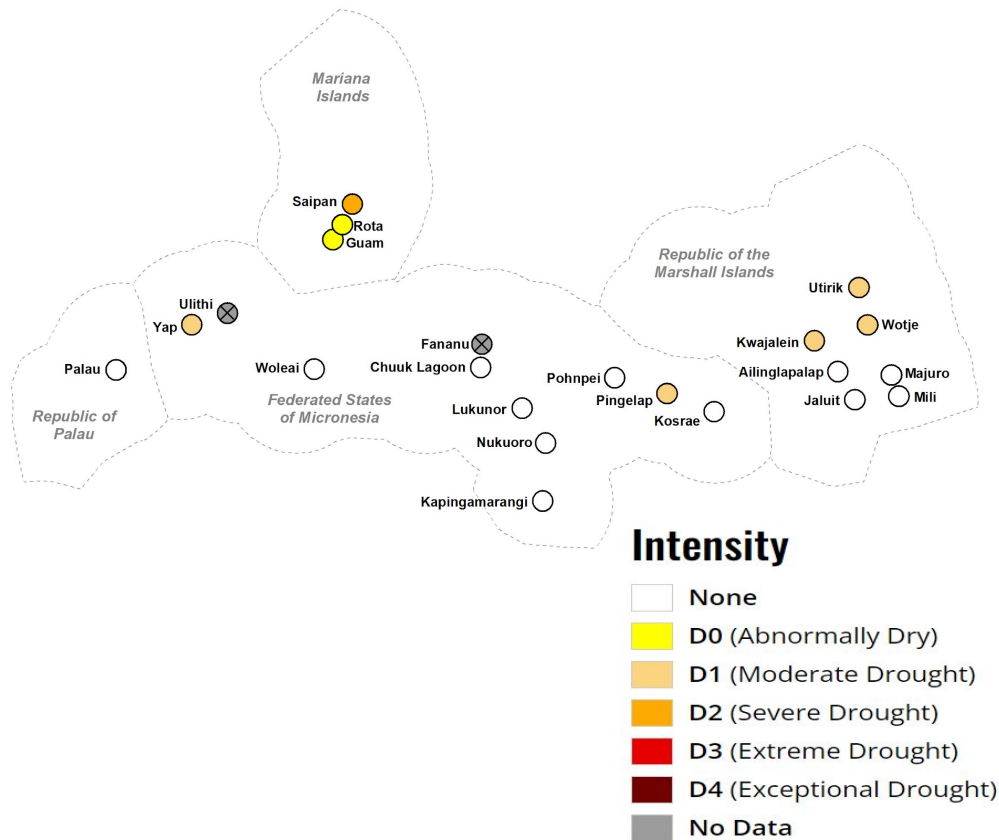 Mariana
Islands
Saipan
Rota
Guam
Republic of the
Marshall Islands
Utirik
Ulithi
Yap
Wotje
Fananu
Kwajalein
Palau
Woleai
Chuuk Lagoon
Ailinglapalap
Majuro
Pohnpei
Pingelap
Mili
Jaluit
Federated States
of Micronesia
Lukunor
Kosrae
Republic of
Palau
Nukuoro
Kapingamarangi
Intensity
None
D0 (Abnormally Dry)
D1 (Moderate Drought)
D2 (Severe Drought)
D3 (Extreme Drought)
D4 (Exceptional Drought)
No Data